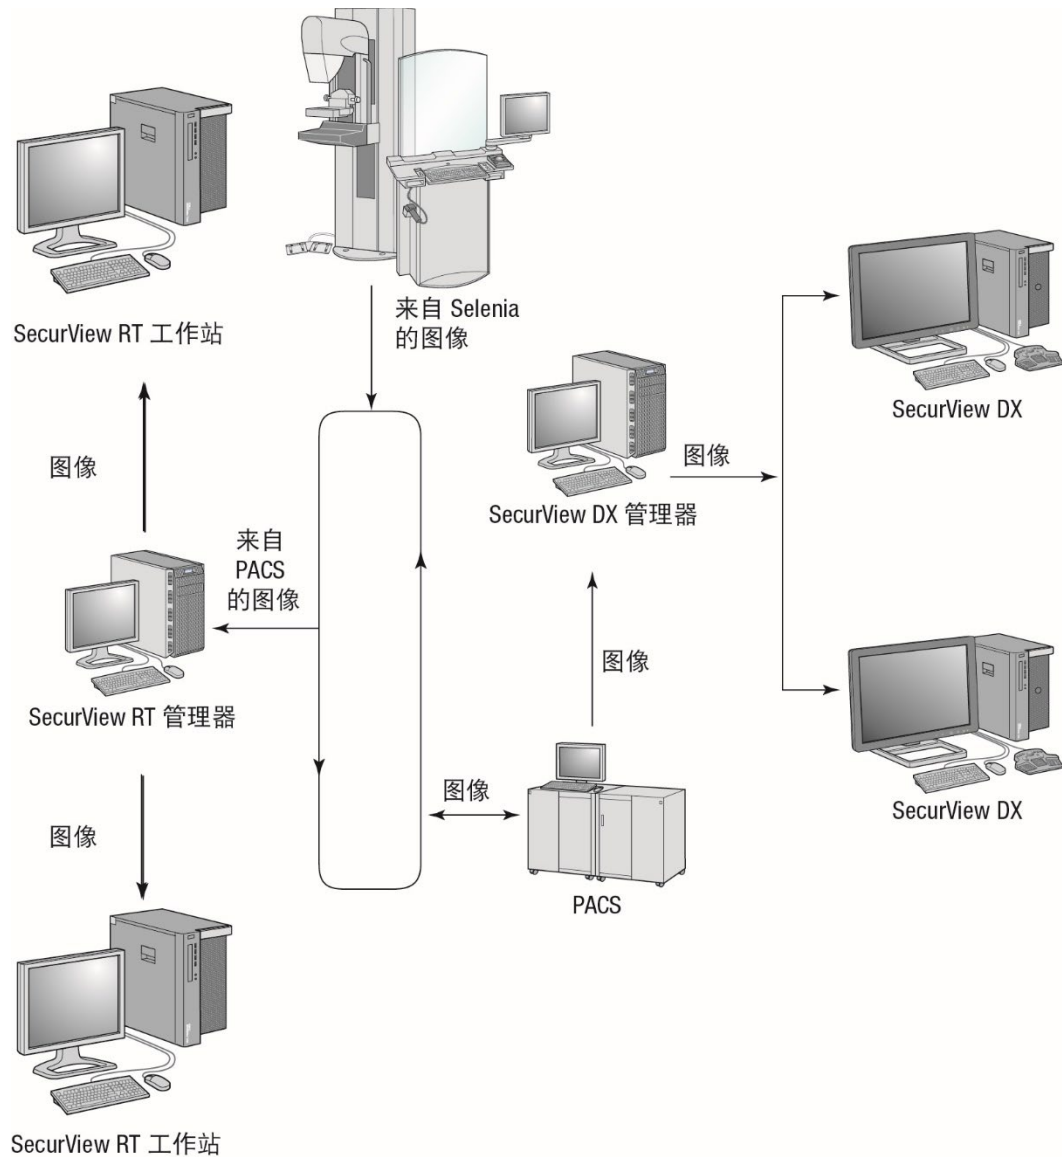 SecurView RT 工作站
来自 Selenia
的图像
SecurView DX
图像
图像
SecurView DX 管理器
来自
PACS
的图像
图像
SecurView RT 管理器
图像
SecurView DX
图像
PACS
SecurView RT 工作站